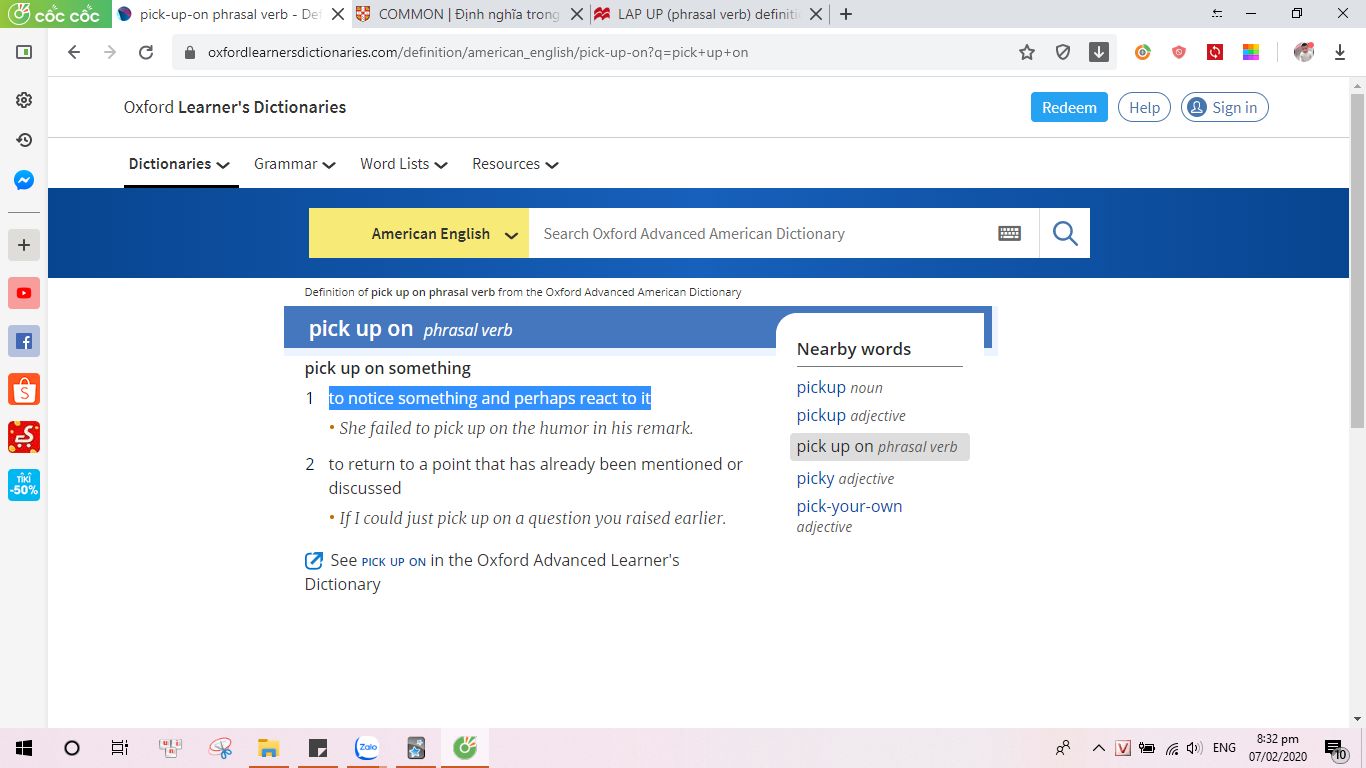 cốc cốc
pick-up-on phrasal verb - Def
COMMON | Định nghĩa trong
LAP UP (phrasal verb) definiti
oxfordlearnersdictionaries.com/definition/american_english/pick-up-on?q=pick+up+on
Oxford Learner's Dictionaries
Redeem
Help
Sign in
Dictionaries
Grammar
Word Lists
Resources
American English
Search Oxford Advanced American Dictionary
Definition of pick up on phrasal verb from the Oxford Advanced American Dictionary
pick up on phrasal verb
pick up on something
1 to notice something and perhaps react to it
• She failed to pick up on the humor in his remark.
2 to return to a point that has already been mentioned or
discussed
• If I could just pick up on a question you raised earlier.
See PICK UP ON in the Oxford Advanced Learner's
Dictionary
Nearby words
pickup noun
pickup adjective
pick up on phrasal verb
picky adjective
pick-your-own
adjective
TIKI
-50%
Zalo
V
ENG
8:32 pm
07/02/2020
10